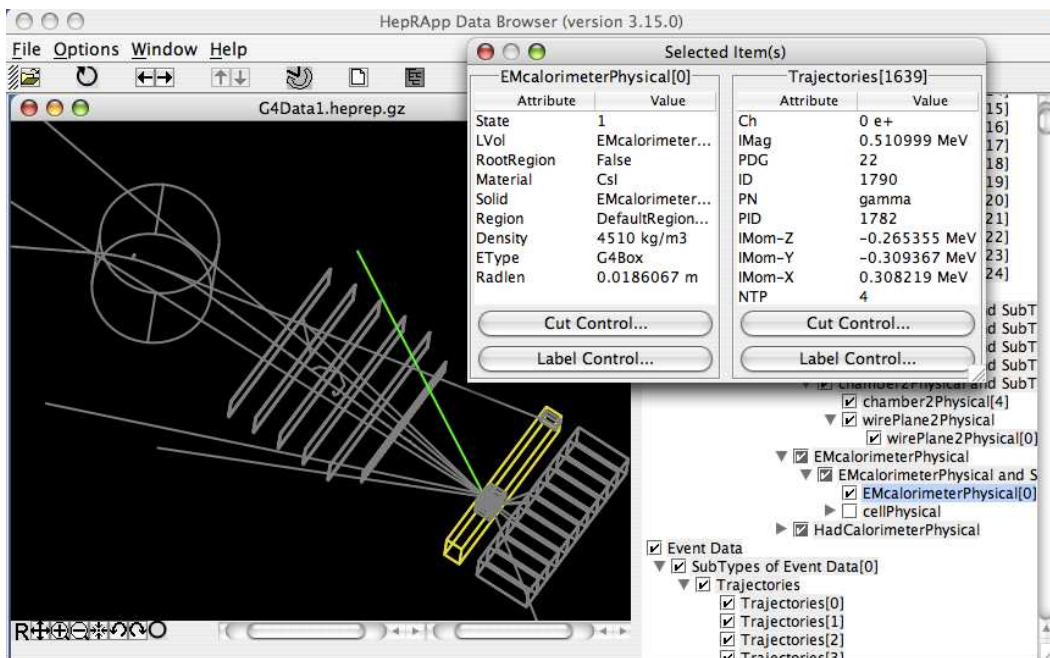 HepRApp Data Browser (version 3.15.0)
File Options Window Help
Selected Item(s)
G4Data1.heprep.gz
EMcalorimeterPhysical[0]
Attribute Value
State 1
LVol EMcalorimeter...
RootRegion False
Material CsI
Solid EMcalorimeter...
Region DefaultRegion...
Density 4510 kg/m3
EType G4Box
Radlen 0.0186067 m
Cut Control...
Label Control...
Trajectories[1639]
Attribute Value
Ch 0 e+
IMag 0.510999 MeV
PDG 22
ID 1790
PN gamma
PID 1782
IMom-Z -0.265355 MeV
IMom-Y -0.309367 MeV
IMom-X 0.308219 MeV
NTP 4
Cut Control...
Label Control...
15]
16]
17]
18]
19]
20]
21]
22]
23]
24]
d SubT
d SubT
d SubT
d SubT
chamber2Physical and SubT
chamber2Physical[4]
wirePlane2Physical
wirePlane2Physical[0]
EMcalorimeterPhysical
EMcalorimeterPhysical and S
EMcalorimeterPhysical[0]
cellPhysical
HadCalorimeterPhysical
Event Data
SubTypes of Event Data[0]
Trajectories
Trajectories[0]
Trajectories[1]
Trajectories[2]
Trajectories[3]
R